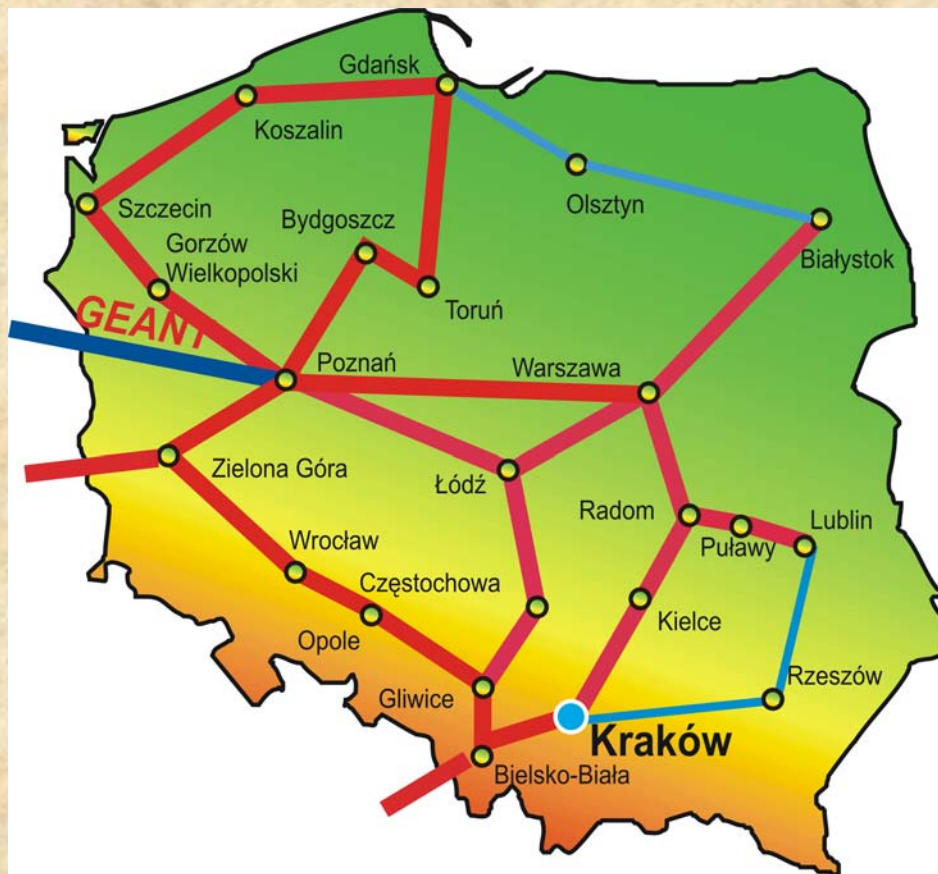 Gdańsk
Koszalin
Olsztyn
Szczecin
Bydgoszcz
Białystok
Gorzów
Wielkopolski
Toruń
GEANT
Poznań
Warszawa
Zielona Góra
Łódź
Radom
Lublin
Puławy
Wrocław
Częstochowa
Kielce
Opole
Rzeszów
Gliwice
Kraków
Bielsko-Biała